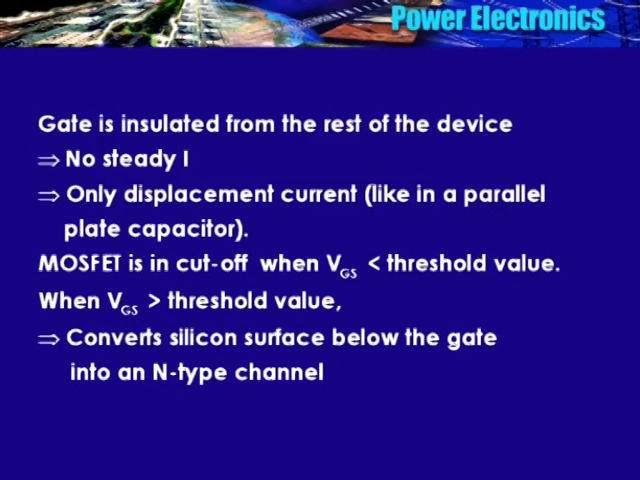 Power Electronics
Gate is insulated from the rest of the device
⇒ No steady I
⇒ Only displacement current (like in a parallel
plate capacitor).
MOSFET is in cut-off when V_GS < threshold value.
When V_GS > threshold value,
⇒ Converts silicon surface below the gate
into an N-type channel